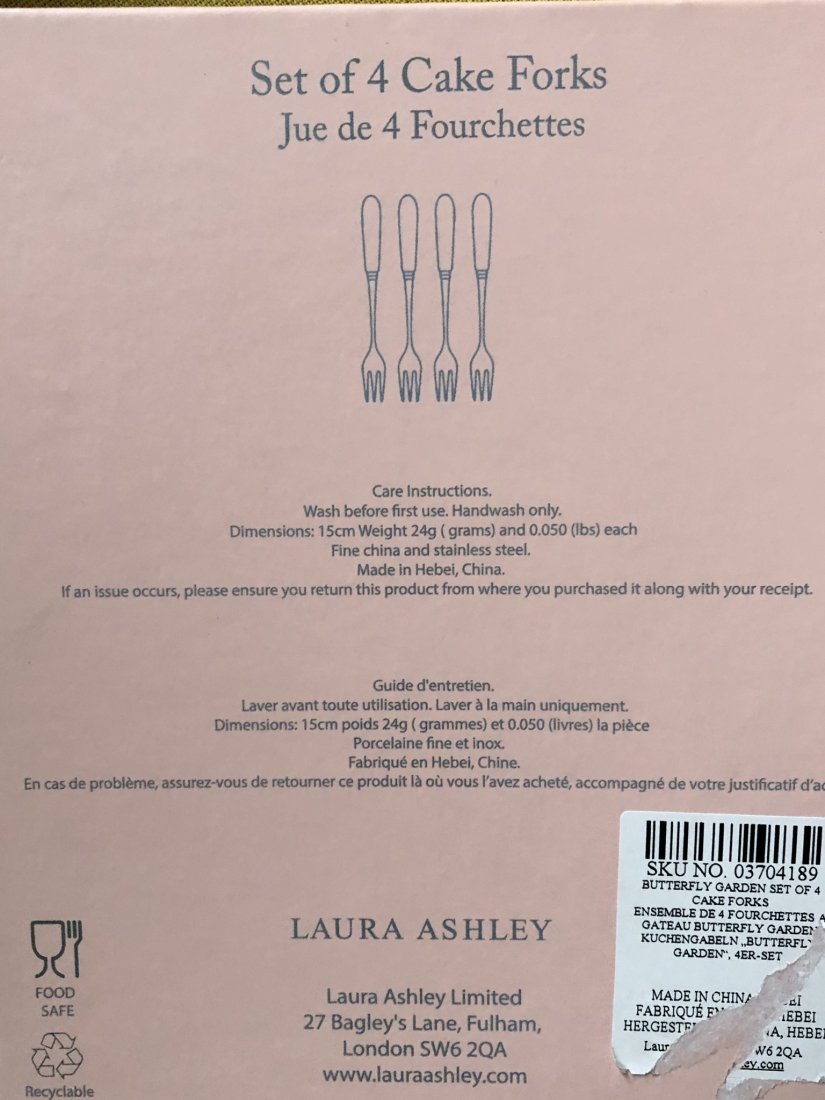 Set of 4 Cake Forks
Jue de 4 Fourchettes
Care Instructions.
Wash before first use. Handwash only.
Dimensions: 15cm Weight 24g ( grams) and 0.050 (lbs) each
Fine china and stainless steel.
Made in Hebei, China.
If an issue occurs, please ensure you return this product from where you purchased it along with your receipt.
Guide d'entretien.
Laver avant toute utilisation. Laver à la main uniquement.
Dimensions: 15cm poids 24g ( grammes) et 0.050 (livres) la pièce
Porcelaine fine et inox.
Fabriqué en Hebei, Chine.
En cas de problème, assurez-vous de retourner ce produit là où vous l'avez acheté, accompagné de votre justificatif
SKU NO. 03704189
BUTTERFLY GARDEN SET OF 4
CAKE FORKS
ENSEMBLE DE 4 FOURCHETTES A
GATEAU BUTTERFLY GARDEN
KUCHENGABELN „BUTTERFLY
GARDEN“, 4ER-SET
MADE IN CHINA
FABRIQUÉ
HEBEI
W6 2QA
LAURA ASHLEY
Laura Ashley Limited
27 Bagley's Lane, Fulham,
London SW6 2QA
www.lauraashley.com
FOOD
SAFE
Recyclable